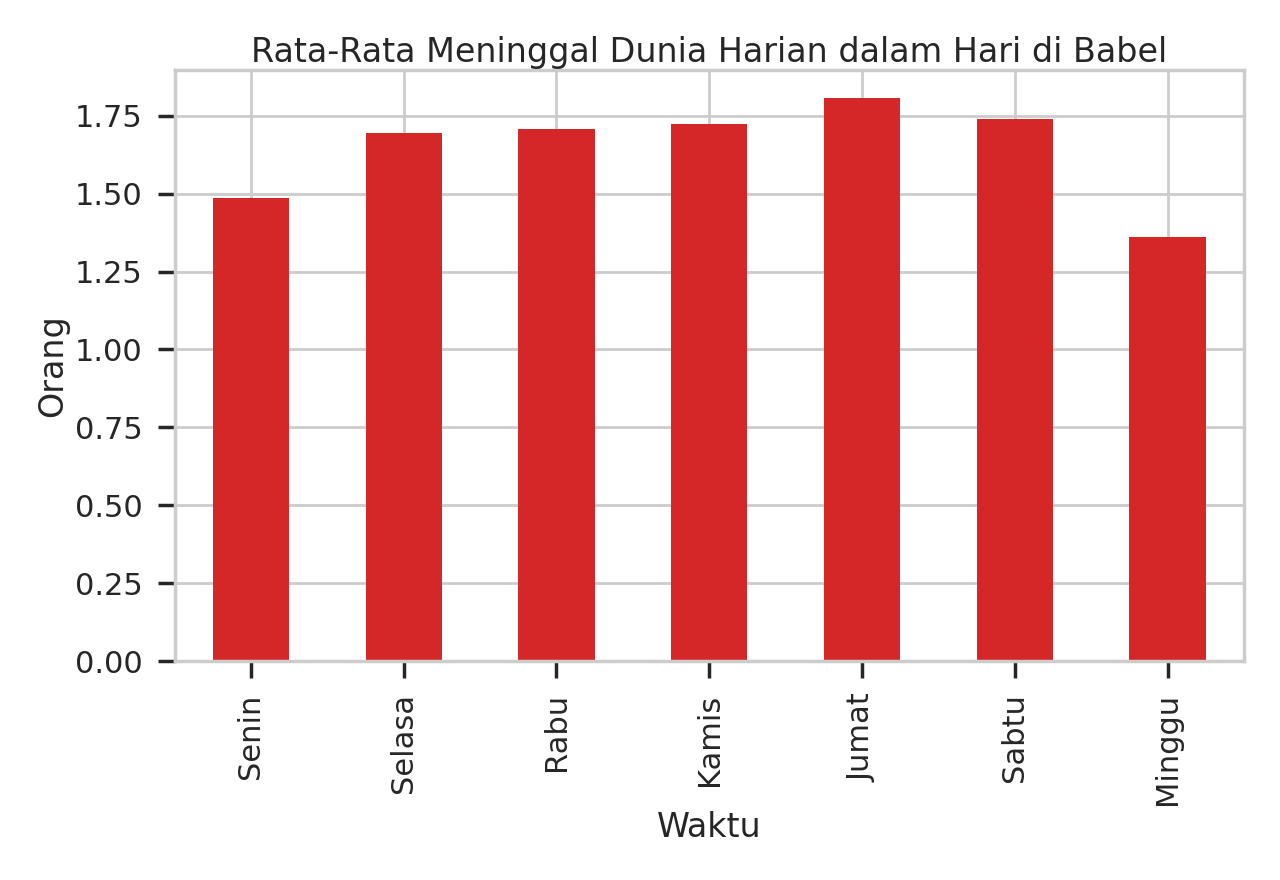 Rata-Rata Meninggal Dunia Harian dalam Hari di Babel
1.75
1.50
1.25
1.00
0.75
0.50
0.25
0.00
Orang
Senin
Selasa
Rabu
Kamis
Jumat
Sabtu
Minggu
Waktu